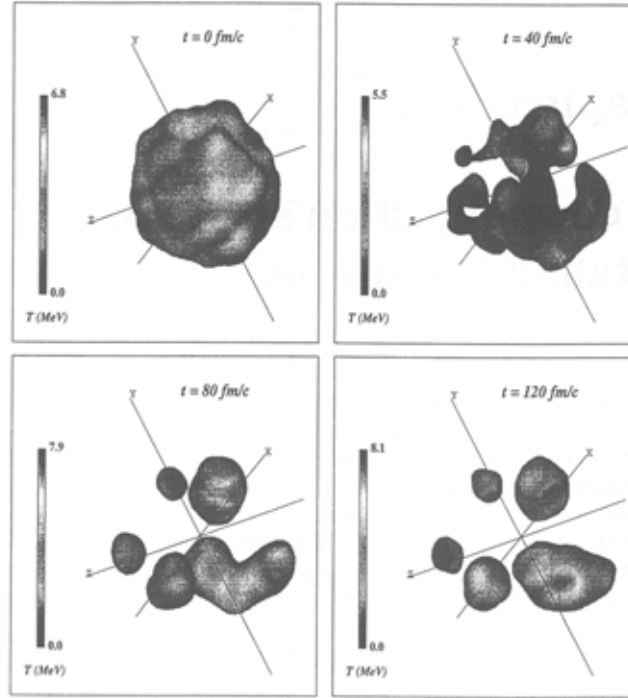 t = 0 fm/c
Y
X
6.8
Z
0.0
T (MeV)
t = 40 fm/c
Y
X
5.5
Z
0.0
T (MeV)
t = 80 fm/c
Y
X
7.9
Z
0.0
T (MeV)
t = 120 fm/c
Y
X
8.1
Z
0.0
T (MeV)